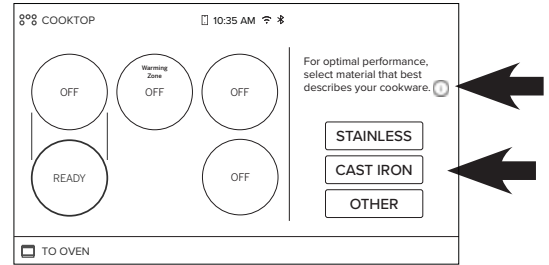 COOKTOP
10:35 AM
OFF
Warming
Zone
OFF
OFF
READY
OFF
For optimal performance,
select material that best
describes your cookware.
STAINLESS
CAST IRON
OTHER
TO OVEN